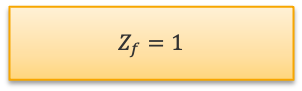 Z_f = 1